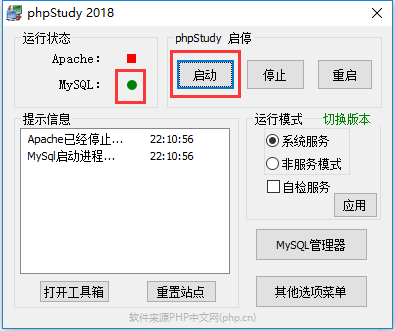 phpStudy 2018
运行状态
Apache:
MySQL:
phpStudy 启停
启动
停止
重启
提示信息
Apache已经停止... 22:10:56
MySql启动进程... 22:10:56
运行模式
切换版本
系统服务
非服务模式
自检服务
应用
MySQL管理器
打开工具箱
重置站点
其他选项菜单
软件来源PHP中文网(php.cn)